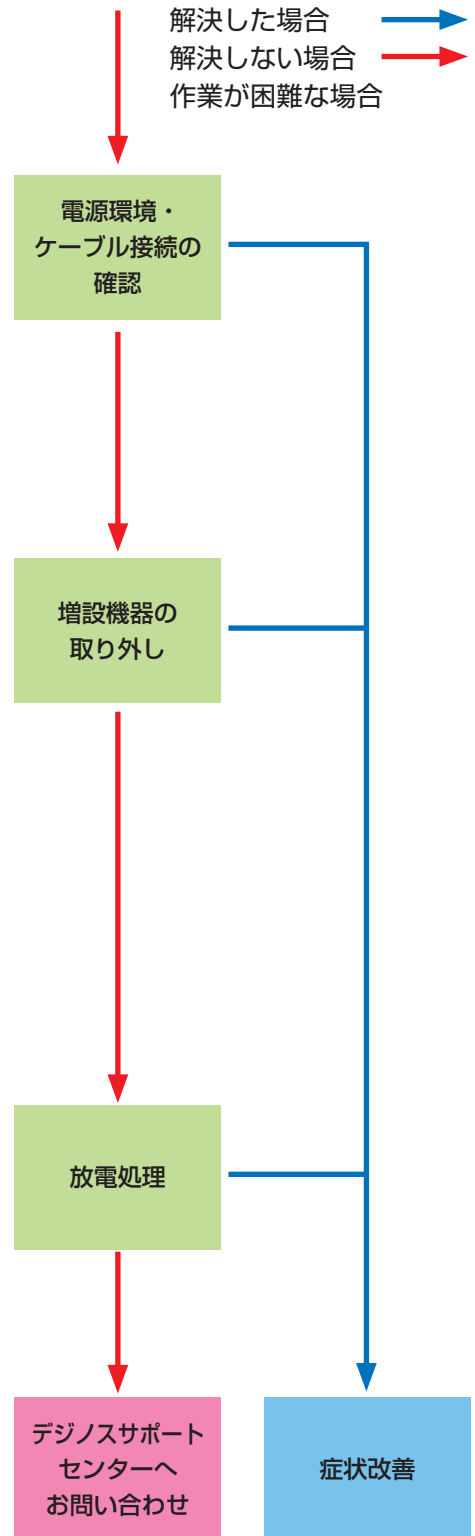 解決した場合
解決しない場合
作業が困難な場合
電源環境・
ケーブル接続の
確認
増設機器の
取り外し
放電処理
デジノスサポート
センターへ
お問い合わせ
症状改善